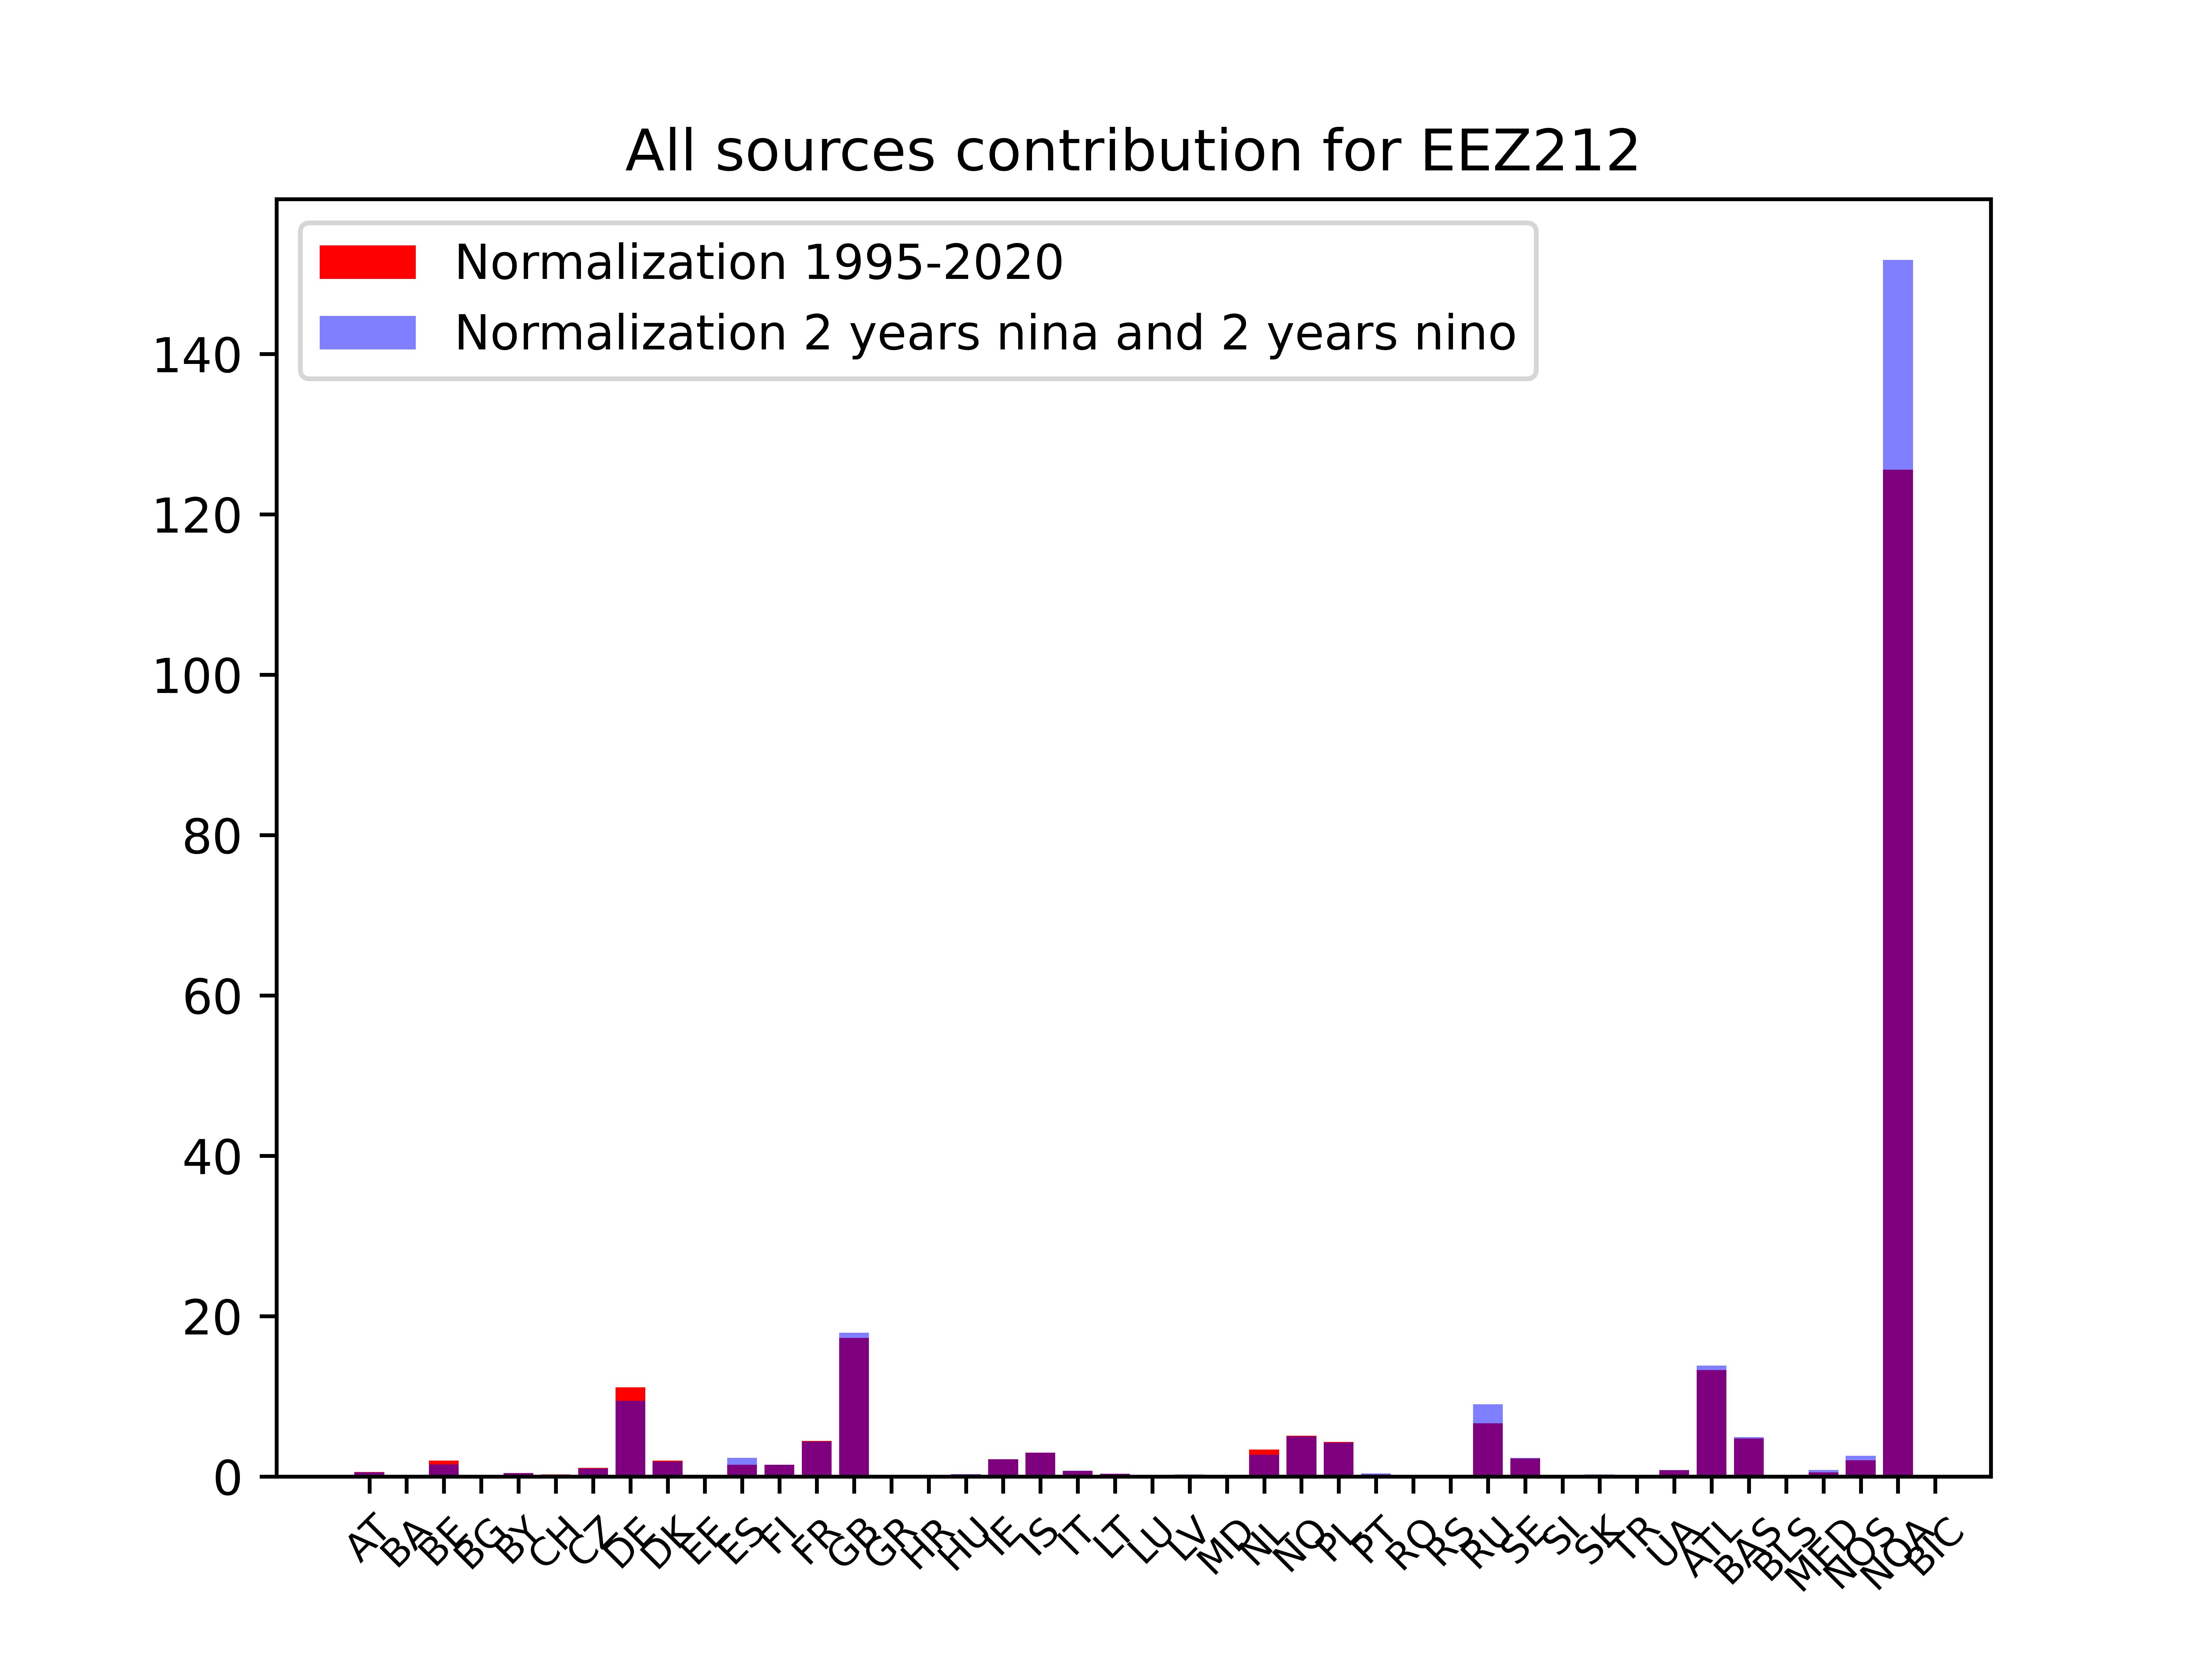 All sources contribution for EEZ212
Normalization 1995-2020
Normalization 2 years nina and 2 years nino
140
120
100
80
60
40
20
0
AT
BA
BE
BG
BY
CH
CZ
DE
DK
EE
ES
FI
FR
GB
GR
HR
HU
IE
IS
IT
LT
LU
LV
MD
NL
NO
PL
PT
RO
RS
RU
SE
SI
SK
TR
UA
ATL
BAS
BLS
MED
NOS
NOA
BIC